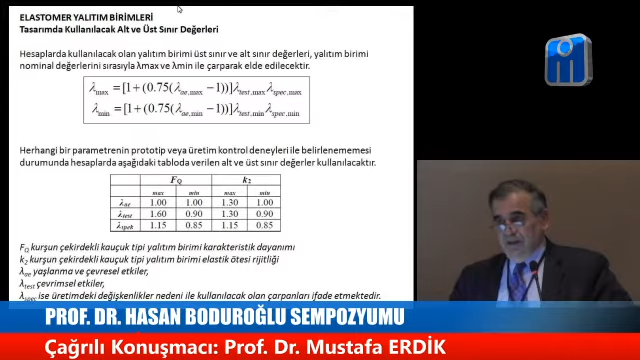 ELASTOMER YALITIM BİRİMLERİ
Tasarımda Kullanılacak Alt ve Üst Sınır Değerleri
Hesaplarda kullanılacak olan yalıtım birimi üst sınır ve alt sınır değerleri, yalıtım birimi
nominal değerlerini sırasıyla λmax ve λmin ile çarparak elde edilecektir.
λmax = [1 + (0.75(λae,max − 1))]λtest,max λspec,max
λmin = [1 + (0.75(λae,min − 1))]λtest,min λspec,min
Herhangi bir parametrenin prototip veya üretim kontrol deneyleri ile belirlenememesi
durumunda hesaplarda aşağıdaki tabloda verilen alt ve üst sınır değerler kullanılacaktır.
FQ k2
max min max min
λae 1.00 1.00 1.30 1.00
λtest 1.60 0.90 1.30 0.90
λspek 1.15 0.85 1.15 0.85
FQ kurşun çekirdekli kauçuk tipi yalıtım birimi karakteristik dayanımı
k2 kurşun çekirdekli kauçuk tipi yalıtım birimi elastik ötesi rijitliği
λae yaşlanma ve çevresel etkiler,
λtest çevrimsel etkiler,
λspec ise üretimdeki değişkenlikler nedeni ile kullanılacak olan çarpanları ifade etmektedir.
PROF. DR. HASAN BODUROĞLU SEMPOZYUMU
Çağrılı Konuşmacı: Prof. Dr. Mustafa ERDİK